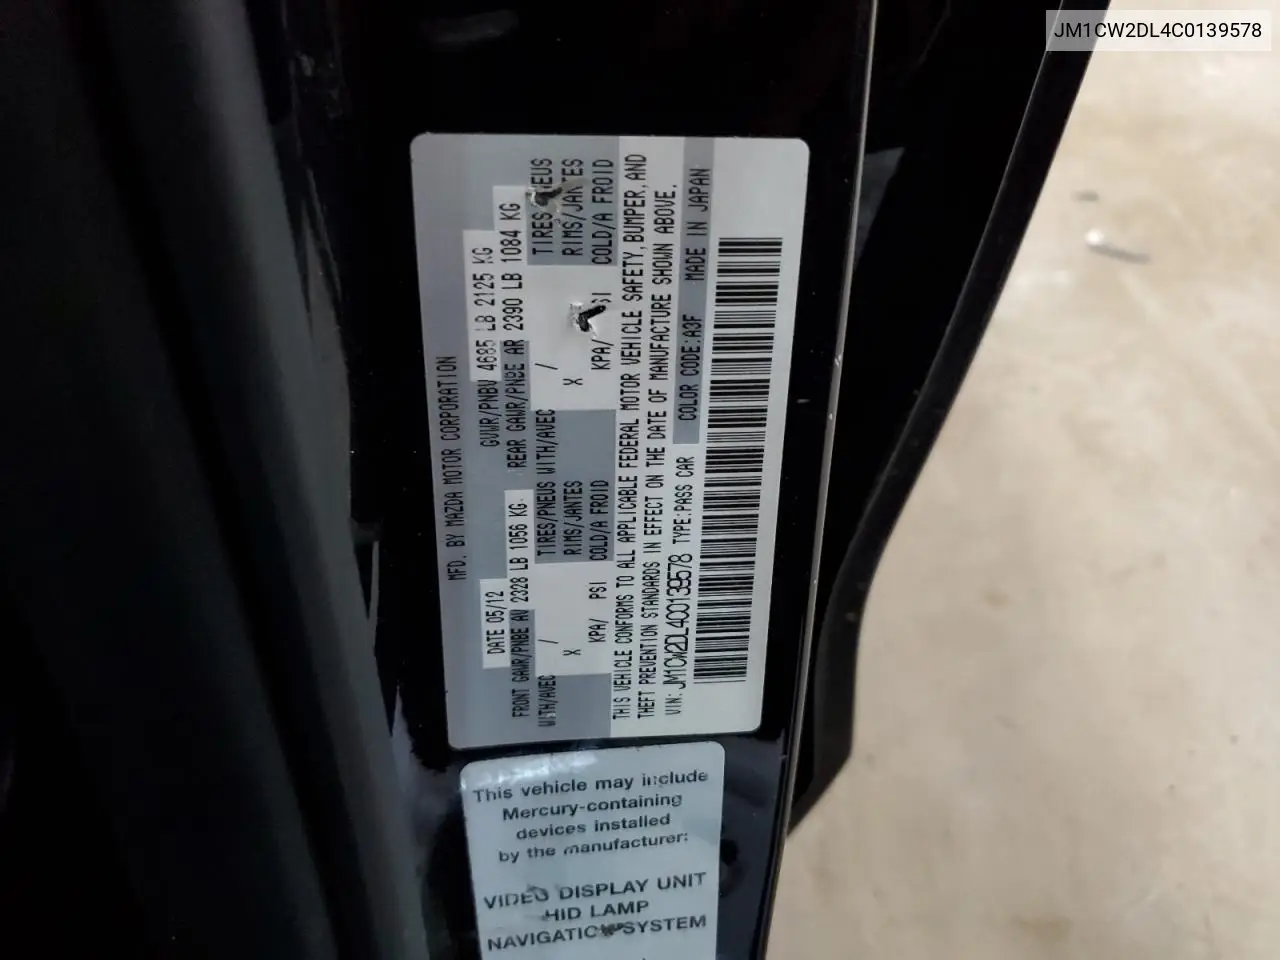 JM1CW2DL4C0139578
MFD. BY MAZDA MOTOR CORPORATION
DATE 05/12 GVWR/PNBV 4685 LB 2125 KG
FRONT GAWR/PNBE AV 2328 LB 1056 KG REAR GAWR/PNBE AR 2390 LB 1084 KG
WITH/AVEC / TIRES/PNEUS WITH/AVEC / TIRES
X RIMS/JANTES X RIMS/JANTES
KPA/ PSI COLD/A FROID KPA/ COLD/A FROID
THIS VEHICLE CONFORMS TO ALL APPLICABLE FEDERAL MOTOR VEHICLE SAFETY, BUMPER, AND
THEFT PREVENTION STANDARDS IN EFFECT ON THE DATE OF MANUFACTURE SHOWN ABOVE.
VIN: JM1CW2DL4C0139578 TYPE: PASS CAR COLOR CODE: A3F MADE IN JAPAN
This vehicle may include
Mercury-containing
devices installed
by the manufacturer:
VIDEO DISPLAY UNIT
HID LAMP
NAVIGATION SYSTEM